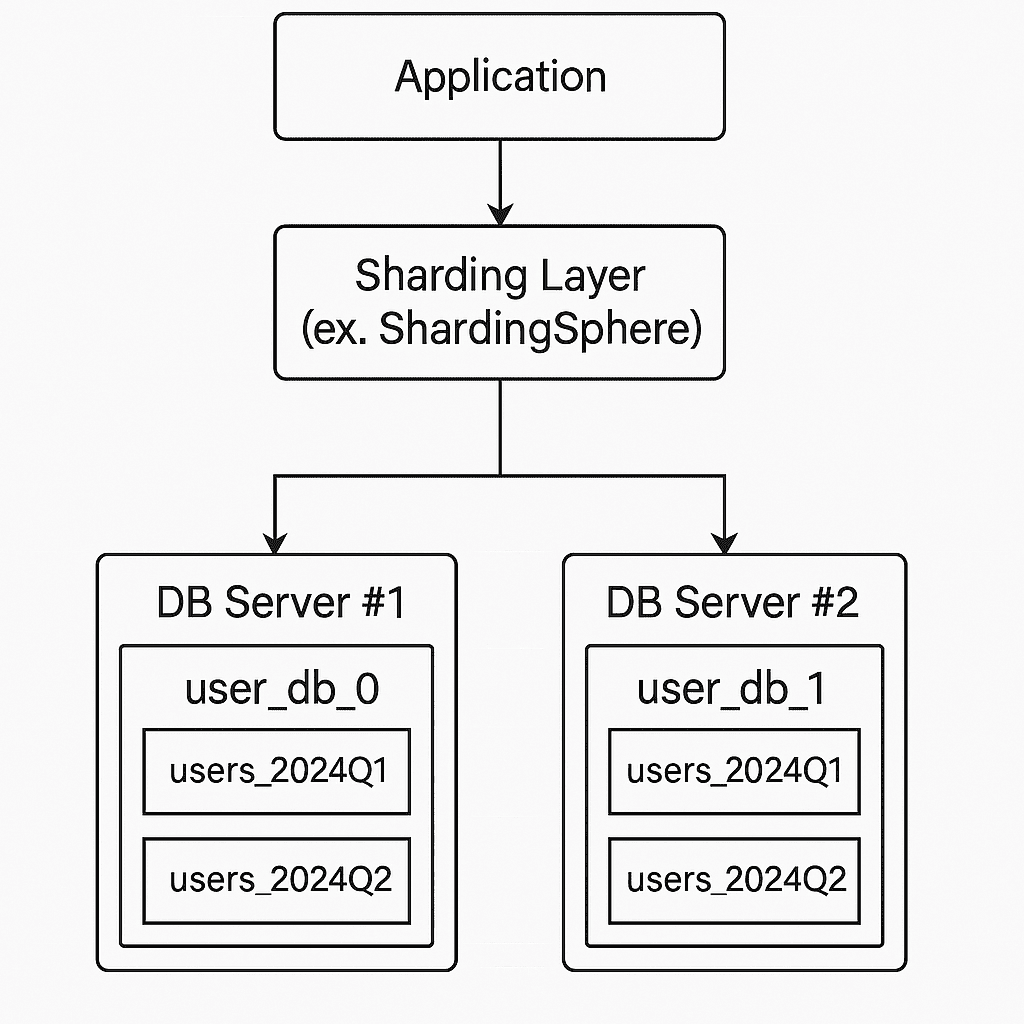 Application
Sharding Layer
(ex. ShardingSphere)
DB Server #1
user_db_0
users_2024Q1
users_2024Q2
DB Server #2
user_db_1
users_2024Q1
users_2024Q2